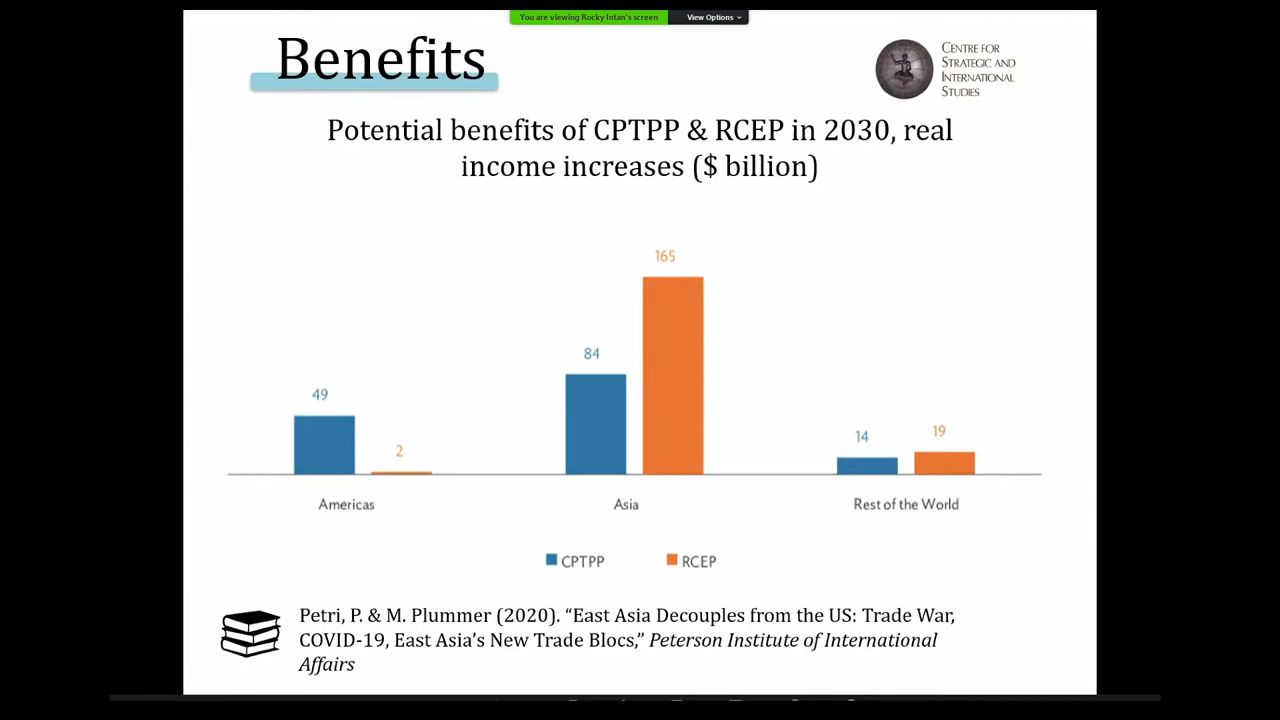 You are viewing Rocky Intan's screen
View Options
Benefits
CENTRE FOR
STRATEGIC AND
INTERNATIONAL
STUDIES
Potential benefits of CPTPP & RCEP in 2030, real
income increases ($ billion)
165
84
49
2
14
19
Americas
Asia
Rest of the World
CPTPP
RCEP
Petri, P. & M. Plummer (2020). “East Asia Decouples from the US: Trade War,
COVID-19, East Asia’s New Trade Blocs,” Peterson Institute of International
Affairs